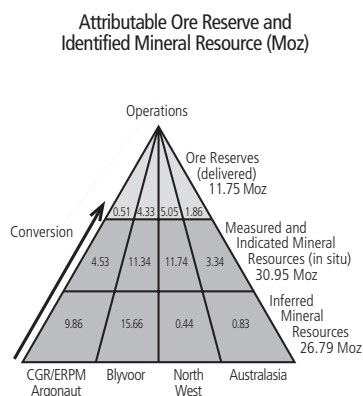 Attributable Ore Reserve and
Identified Mineral Resource (Moz)
Operations
Ore Reserves
(delivered)
11.75 Moz
0.51 4.33 5.05 1.86
Conversion
Measured and
Indicated Mineral
Resources (in situ)
30.95 Moz
4.53 11.34 11.74 3.34
Inferred
Mineral
Resources
26.79 Moz
9.86 15.66 0.44 0.83
CGR/ERPM
Argonaut
Blyvoor
North
West
Australasia